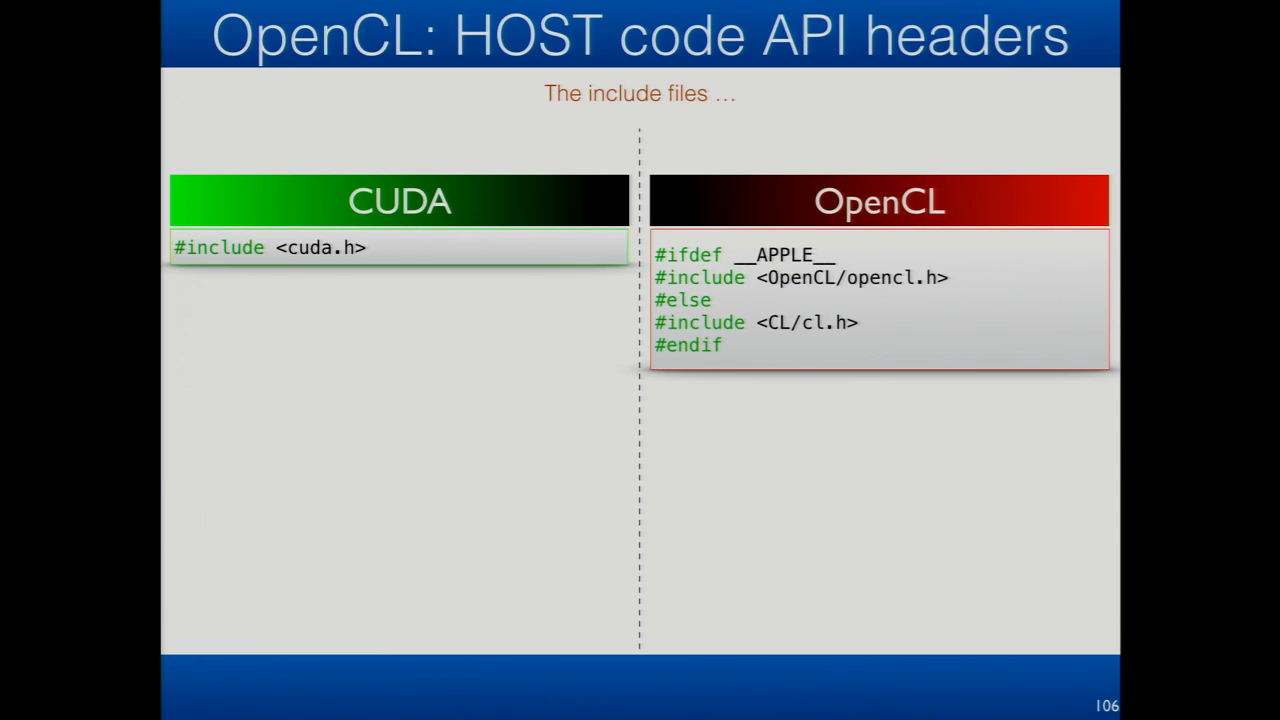 OpenCL: HOST code API headers
The include files ...
CUDA
#include <cuda.h>
OpenCL
#ifdef __APPLE__
#include <OpenCL/opencl.h>
#else
#include <CL/cl.h>
#endif
106